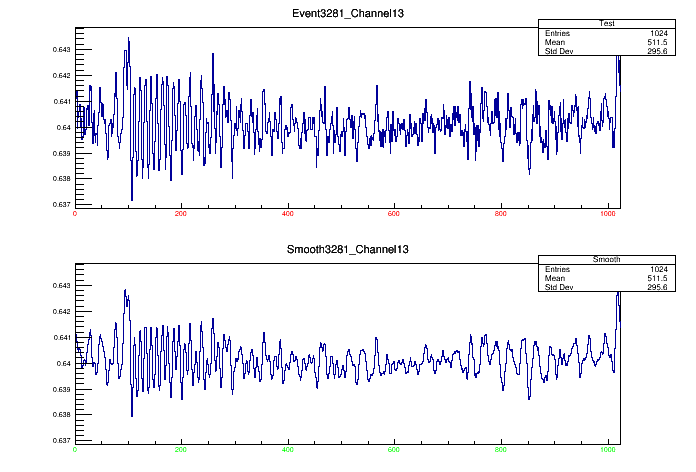 Event3281_Channel13
Test
Entries 1024
Mean 511.5
Std Dev 295.6
0.643
0.642
0.641
0.64
0.639
0.638
0.637
0 200 400 600 800 1000
Smooth3281_Channel13
Smooth
Entries 1024
Mean 511.5
Std Dev 295.6
0.643
0.642
0.641
0.64
0.639
0.638
0.637
0 200 400 600 800 1000